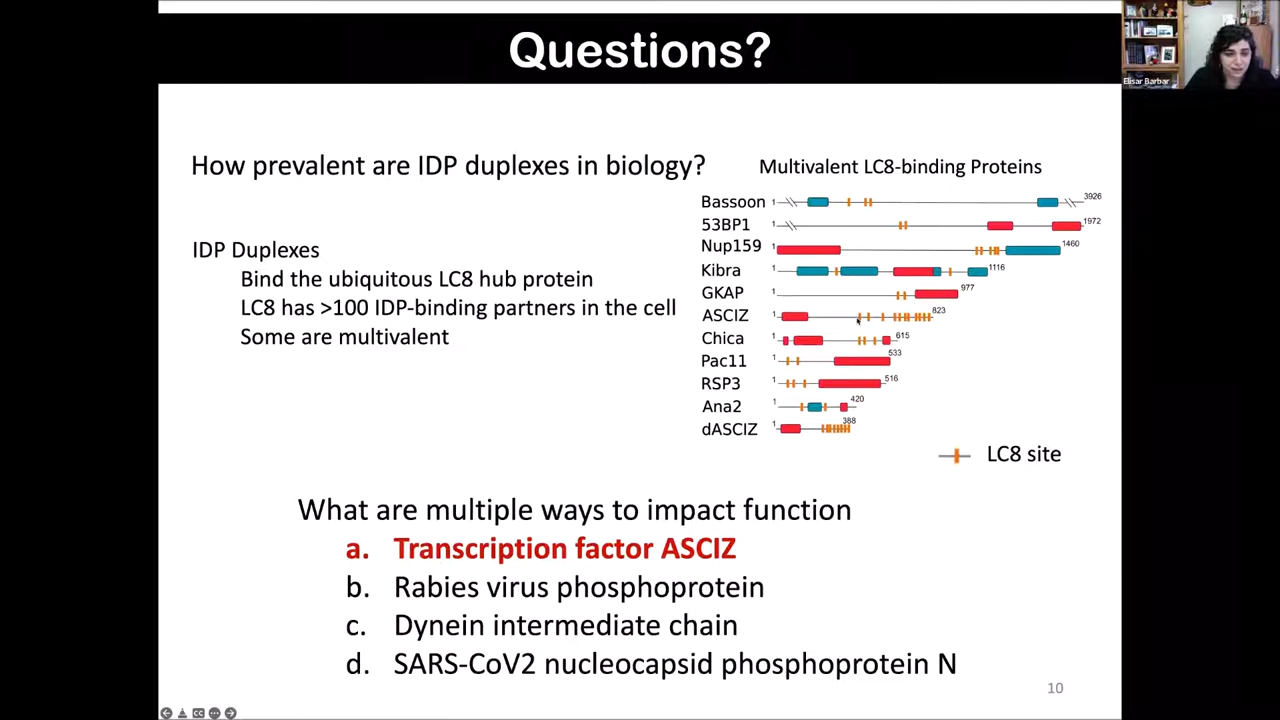 Questions?
Elisar Barbar
How prevalent are IDP duplexes in biology?
IDP Duplexes
Bind the ubiquitous LC8 hub protein
LC8 has >100 IDP-binding partners in the cell
Some are multivalent
Multivalent LC8-binding Proteins
Bassoon 1 3926
53BP1 1 1972
Nup159 1 1460
Kibra 1 1116
GKAP 1 977
ASCIZ 1 823
Chica 1 615
Pac11 1 533
RSP3 1 516
Ana2 1 420
dASCIZ 1 388
LC8 site
What are multiple ways to impact function
a. Transcription factor ASCIZ
b. Rabies virus phosphoprotein
c. Dynein intermediate chain
d. SARS-CoV2 nucleocapsid phosphoprotein N
10